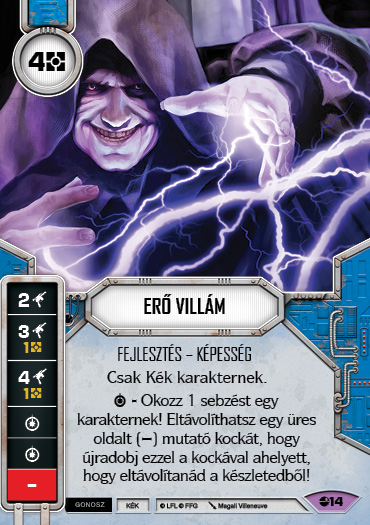 4
ERŐ VILLÁM
2
3
1
4
1
FEJLESZTÉS – KÉPESSÉG
Csak Kék karakternek.
- Okozz 1 sebzést egy
karakternek! Eltávolíthatsz egy üres
oldalt (–) mutató kockát, hogy
újradobj ezzel a kockával ahelyett,
hogy eltávolítanád a készletedből!
–
GONOSZ
KÉK
© LFL © FFG
Magali Villeneuve
14